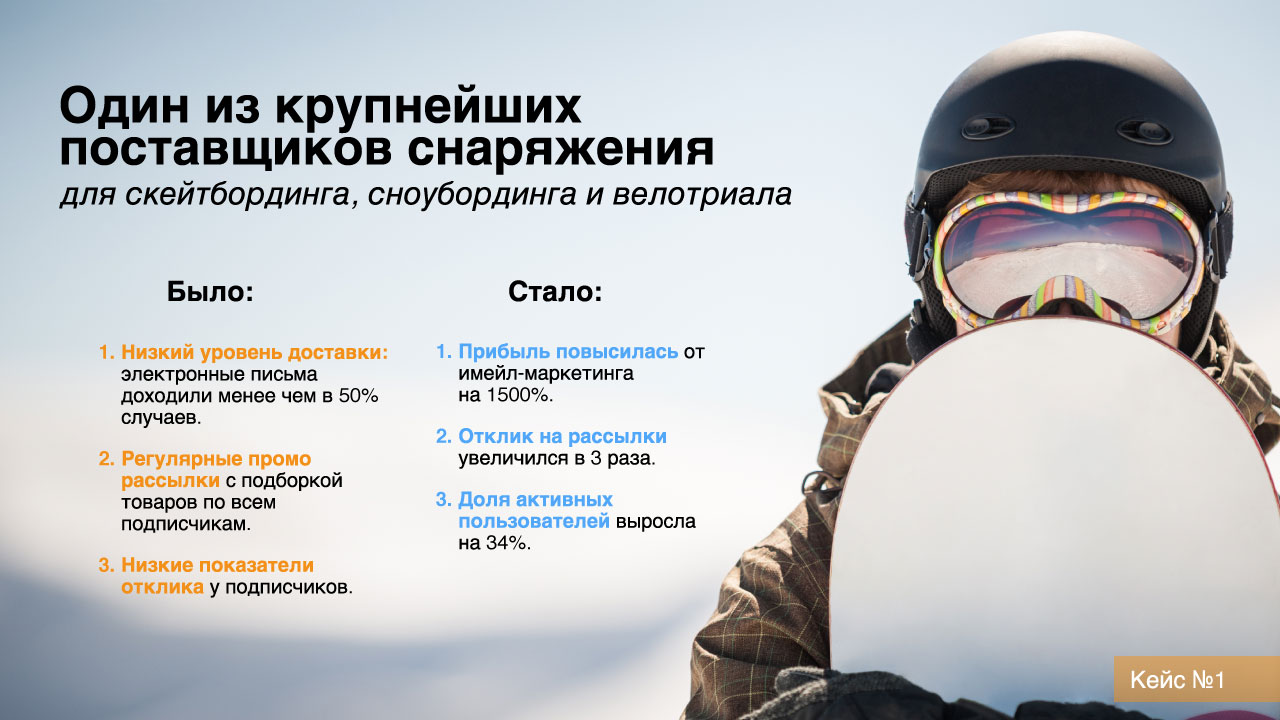 Один из крупнейших
поставщиков снаряжения
для скейтбординга, сноубординга и велотриала
Было:
1. Низкий уровень доставки:
электронные письма
доходили менее чем в 50%
случаев.
2. Регулярные промо
рассылки с подборкой
товаров по всем
подписчикам.
3. Низкие показатели
отклика у подписчиков.
Стало:
1. Прибыль повысилась от
имейл-маркетинга
на 1500%.
2. Отклик на рассылки
увеличился в 3 раза.
3. Доля активных
пользователей выросла
на 34%.
Кейс №1